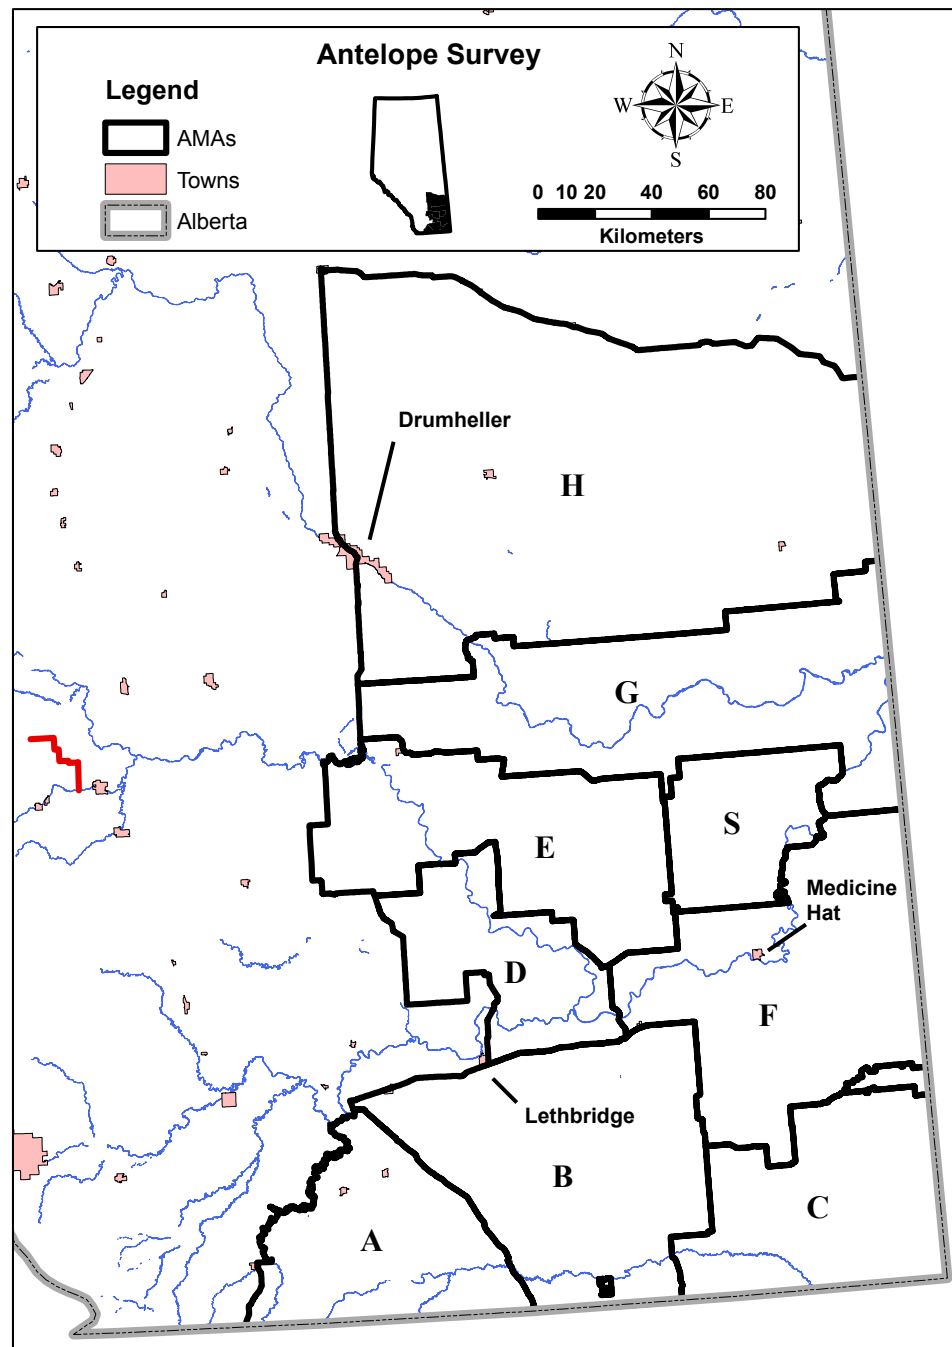 Antelope Survey
Legend
AMAs
Towns
Alberta
N
W E
S
0 10 20 40 60 80
Kilometers
Drumheller
H
G
S
E
Medicine
Hat
D
F
Lethbridge
B
C
A